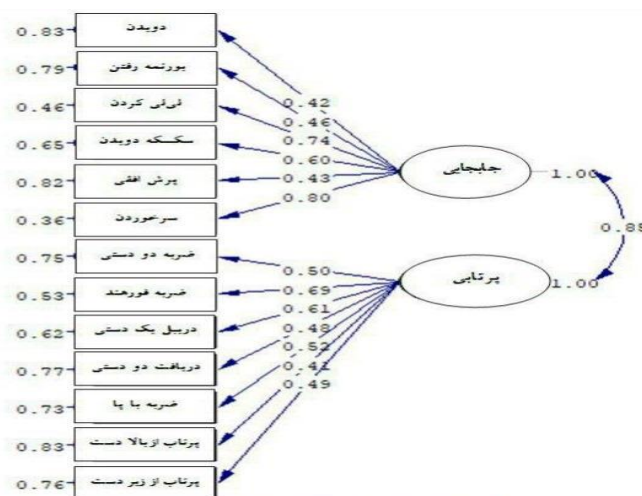 0.83 دویدن
0.79 یورتمه رفتن
0.46 لی‌لی کردن
0.65 سکسکه دویدن
0.82 پرش افقی
0.36 سرخوردن
0.75 ضربه دو دستی
0.53 ضربه فورهند
0.62 دریبل یک دستی
0.77 دریافت دو دستی
0.73 ضربه با پا
0.83 پرتاب ازبالا دست
0.76 پرتاب از زیر دست
0.42
0.46
0.74
0.60
0.43
0.80
0.50
0.69
0.61
0.48
0.52
0.41
0.49
جابجایی
1.00
پرتابی
1.00